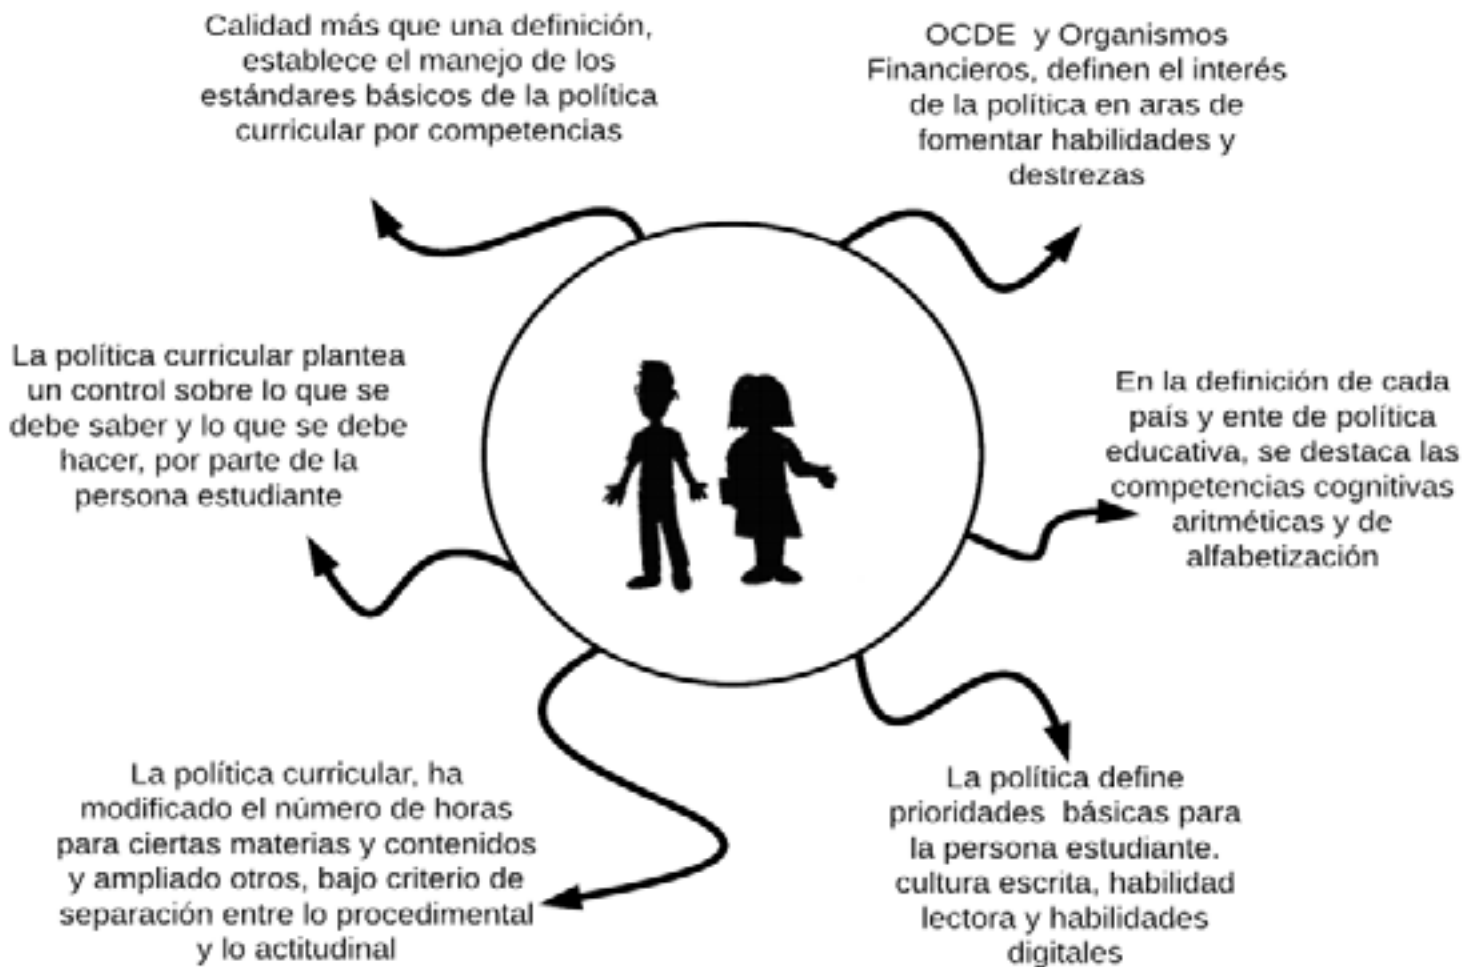 Calidad más que una definición,
establece el manejo de los
estándares básicos de la política
curricular por competencias
OCDE y Organismos
Financieros, definen el interés
de la política en aras de
fomentar habilidades y
destrezas
La política curricular plantea
un control sobre lo que se
debe saber y lo que se debe
hacer, por parte de la
persona estudiante
En la definición de cada
país y ente de política
educativa, se destaca las
competencias cognitivas
aritméticas y de
alfabetización
La política curricular, ha
modificado el número de horas
para ciertas materias y contenidos
y ampliado otros, bajo criterio de
separación entre lo procedimental
y lo actitudinal
La política define
prioridades básicas para
la persona estudiante.
cultura escrita, habilidad
lectora y habilidades
digitales